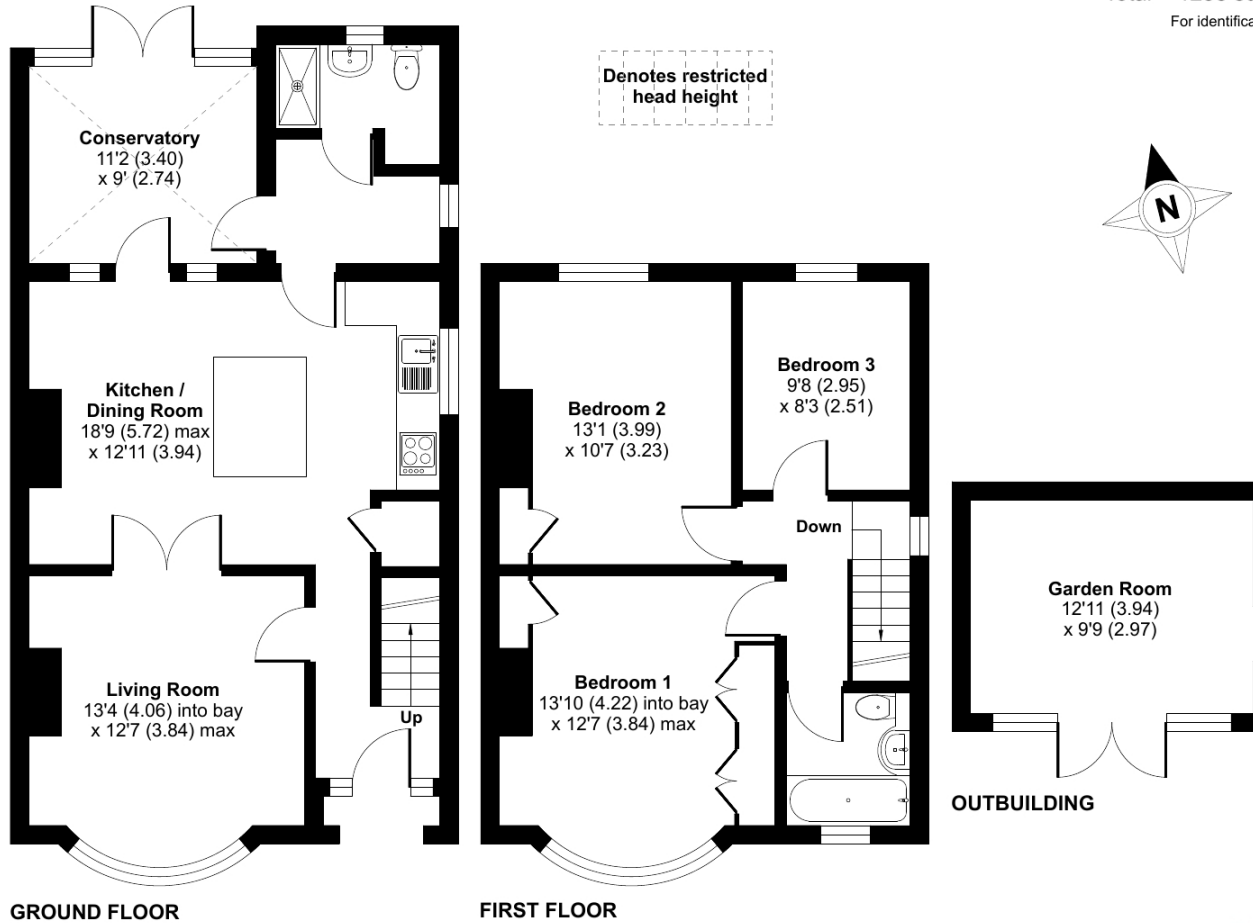 For identifica
Denotes restricted
head height
N
Conservatory
11'2 (3.40)
x 9' (2.74)
Kitchen /
Dining Room
18'9 (5.72) max
x 12'11 (3.94)
Living Room
13'4 (4.06) into bay
x 12'7 (3.84) max
Up
GROUND FLOOR
Bedroom 2
13'1 (3.99)
x 10'7 (3.23)
Bedroom 3
9'8 (2.95)
x 8'3 (2.51)
Down
Bedroom 1
13'10 (4.22) into bay
x 12'7 (3.84) max
FIRST FLOOR
Garden Room
12'11 (3.94)
x 9'9 (2.97)
OUTBUILDING